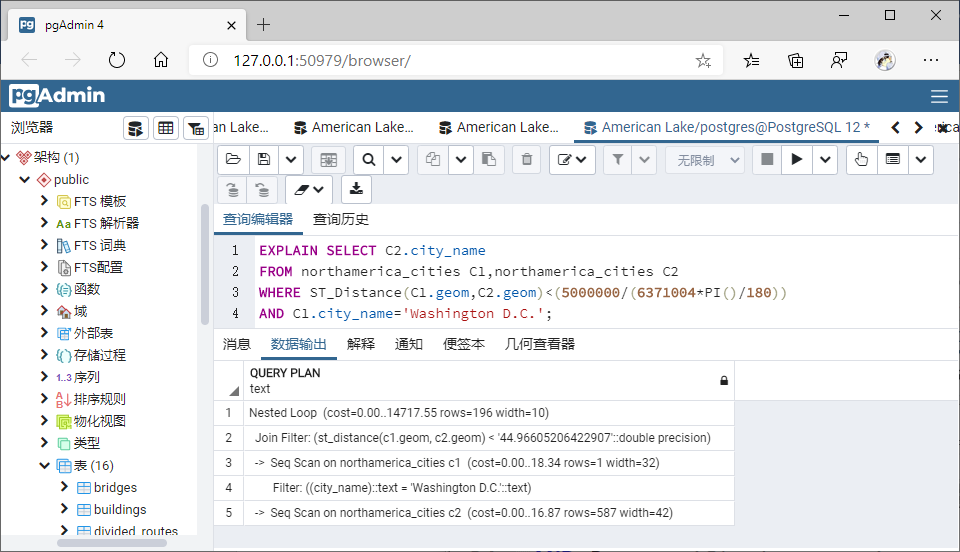 pgAdmin 4
127.0.0.1:50979/browser/
pgAdmin
浏览器
an Lake...
American Lake...
American Lake...
American Lake/postgres@PostgreSQL 12 *
架构 (1)
public
FTS 模板
FTS 解析器
FTS 词典
FTS配置
函数
域
外部表
存储过程
1..3 序列
排序规则
物化视图
类型
表 (16)
bridges
buildings
divided_routes
无限制
查询编辑器 查询历史
1 EXPLAIN SELECT C2.city_name
2 FROM northamerica_cities C1,northamerica_cities C2
3 WHERE ST_Distance(C1.geom,C2.geom)<(5000000/(6371004*PI()/180))
4 AND C1.city_name='Washington D.C.';
消息 数据输出 解释 通知 便签本 几何查看器
QUERY PLAN
text
1 Nested Loop (cost=0.00..14717.55 rows=196 width=10)
2 Join Filter: (st_distance(c1.geom, c2.geom) < '44.96605206422907'::double precision)
3 -> Seq Scan on northamerica_cities c1 (cost=0.00..18.34 rows=1 width=32)
4 Filter: ((city_name)::text = 'Washington D.C.'::text)
5 -> Seq Scan on northamerica_cities c2 (cost=0.00..16.87 rows=587 width=42)